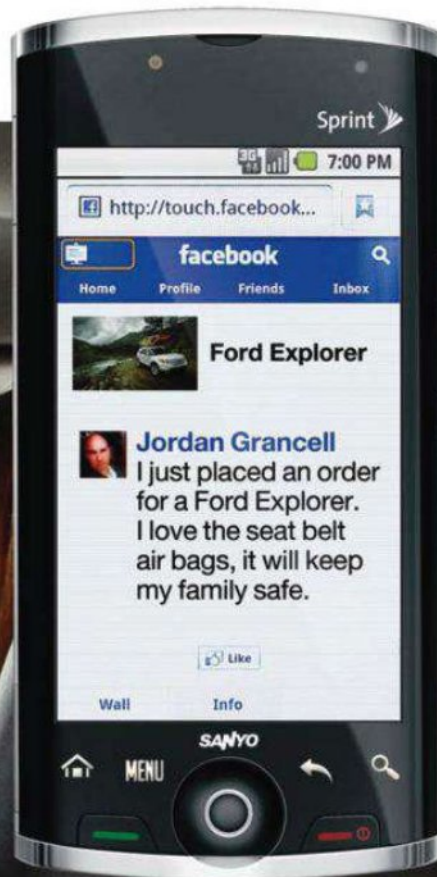 Sprint
3G
7:00 PM
http://touch.facebook...
facebook
Home Profile Friends Inbox
Ford Explorer
Jordan Grancell
I just placed an order
for a Ford Explorer.
I love the seat belt
air bags, it will keep
my family safe.
Like
Wall Info
SANYO
MENU